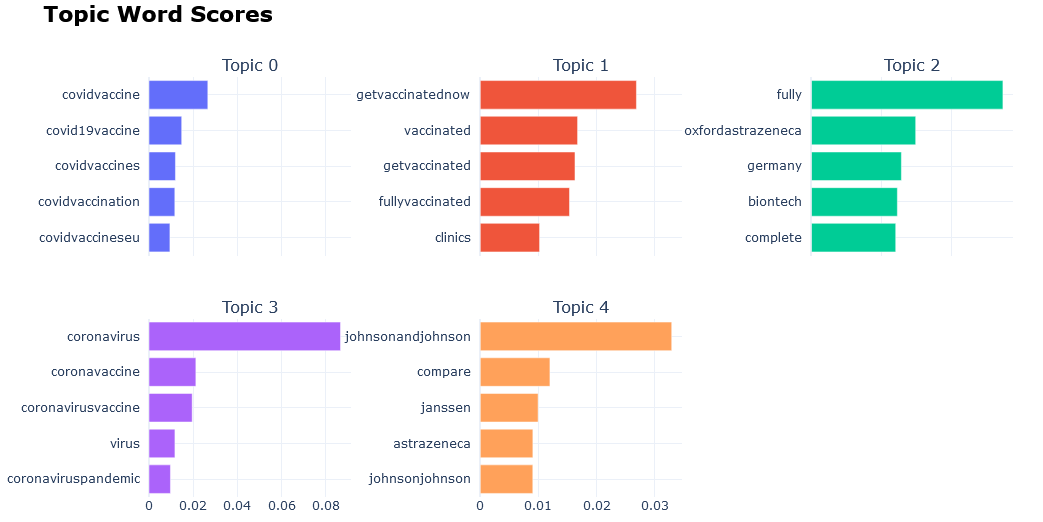 Topic Word Scores
Topic 0
covidvaccine
covid19vaccine
covidvaccines
covidvaccination
covidvaccineseu
Topic 1
getvaccinatednow
vaccinated
getvaccinated
fullyvaccinated
clinics
Topic 2
fully
oxfordastrazeneca
germany
biontech
complete
Topic 3
coronavirus
coronavaccine
coronavirusvaccine
virus
coronaviruspandemic
0 0.02 0.04 0.06 0.08
Topic 4
johnsonandjohnson
compare
janssen
astrazeneca
johnsonjohnson
0 0.01 0.02 0.03